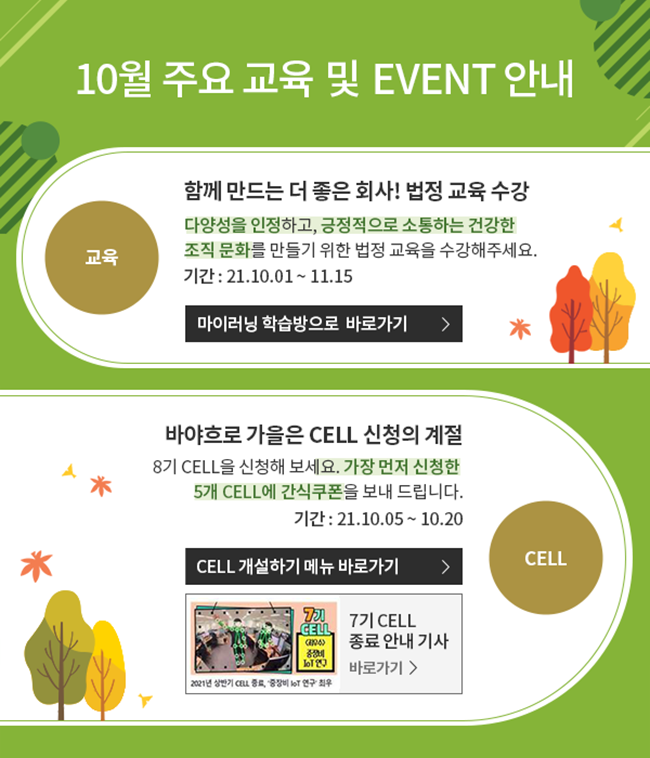 10월 주요 교육 및 EVENT 안내
교육
함께 만드는 더 좋은 회사! 법정 교육 수강
다양성을 인정하고, 긍정적으로 소통하는 건강한
조직 문화를 만들기 위한 법정 교육을 수강해주세요.
기간 : 21.10.01 ~ 11.15
마이러닝 학습방으로 바로가기
바야흐로 가을은 CELL 신청의 계절
8기 CELL을 신청해 보세요. 가장 먼저 신청한
5개 CELL에 간식쿠폰을 보내 드립니다.
기간 : 21.10.05 ~ 10.20
CELL
CELL 개설하기 메뉴 바로가기
7기
CELL
(최우수)
중장비
IoT 연구
2021년 상반기 CELL 종료, '중장비 IoT 연구' 최우
7기 CELL
종료 안내 기사
바로가기